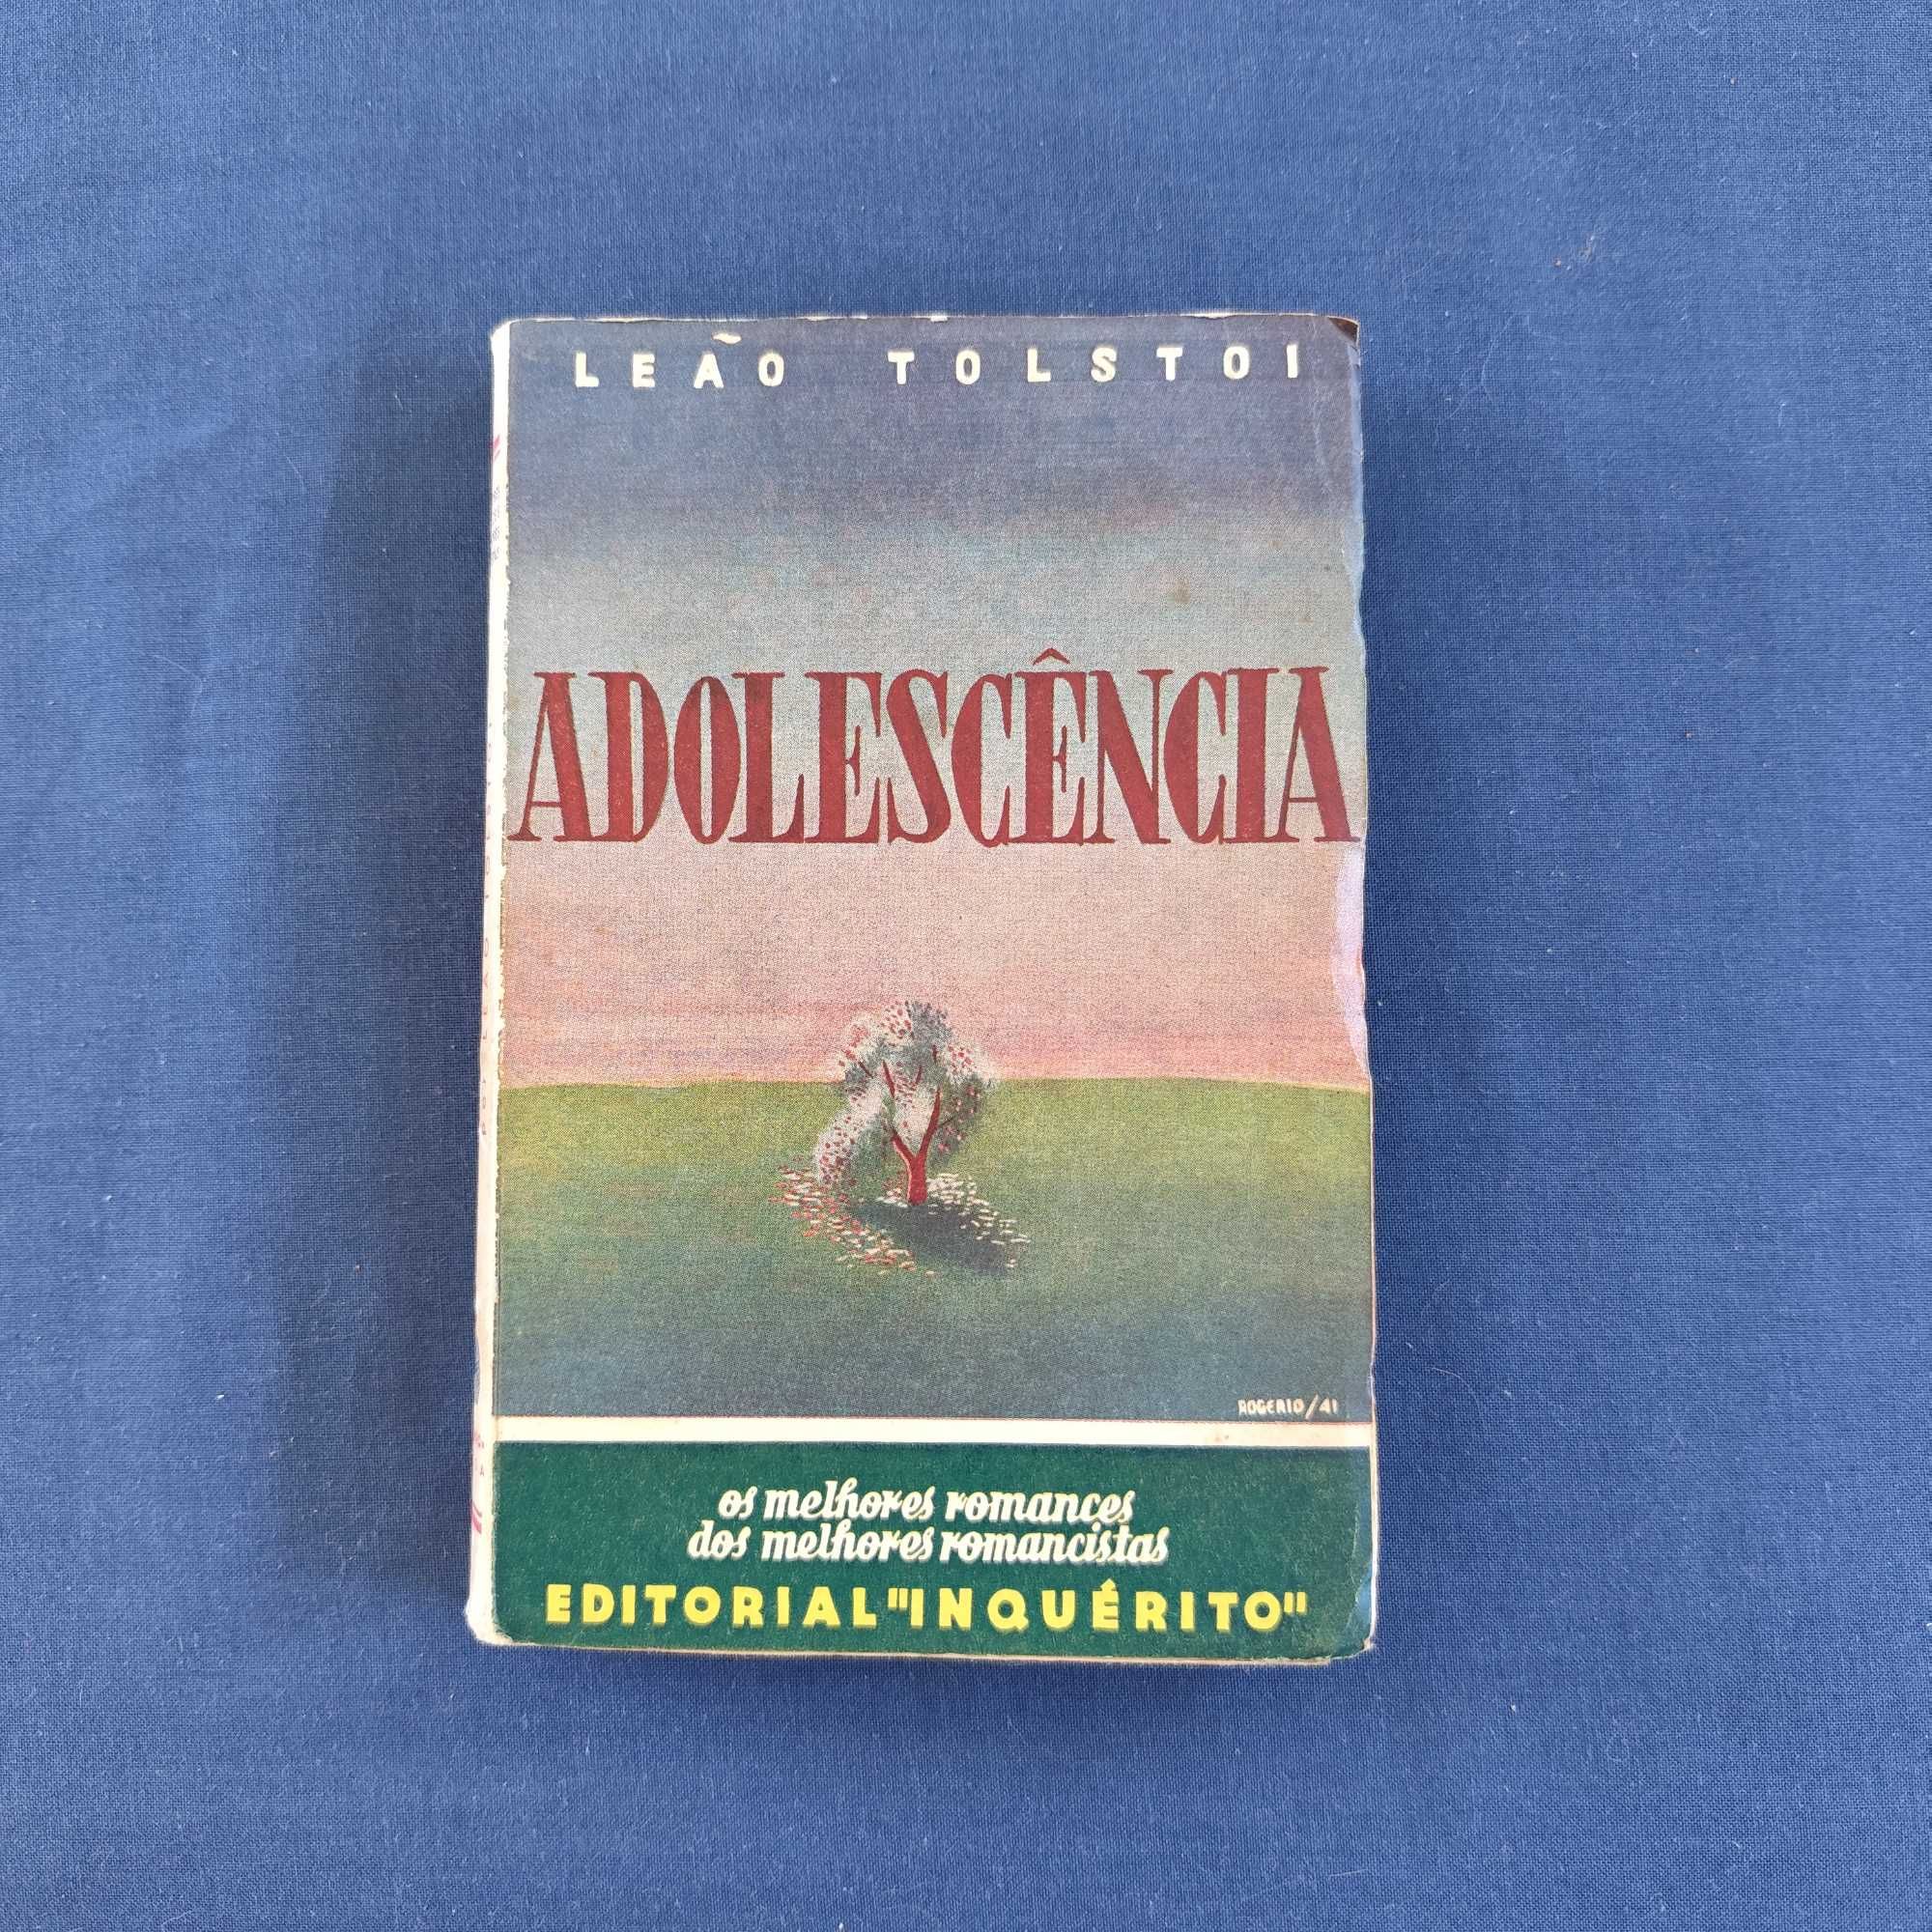 LEÃO TOLSTOI
ADOLESCÊNCIA
ROGERIO/41
os melhores romances
dos melhores romancistas
EDITORIAL "INQUÉRITO"